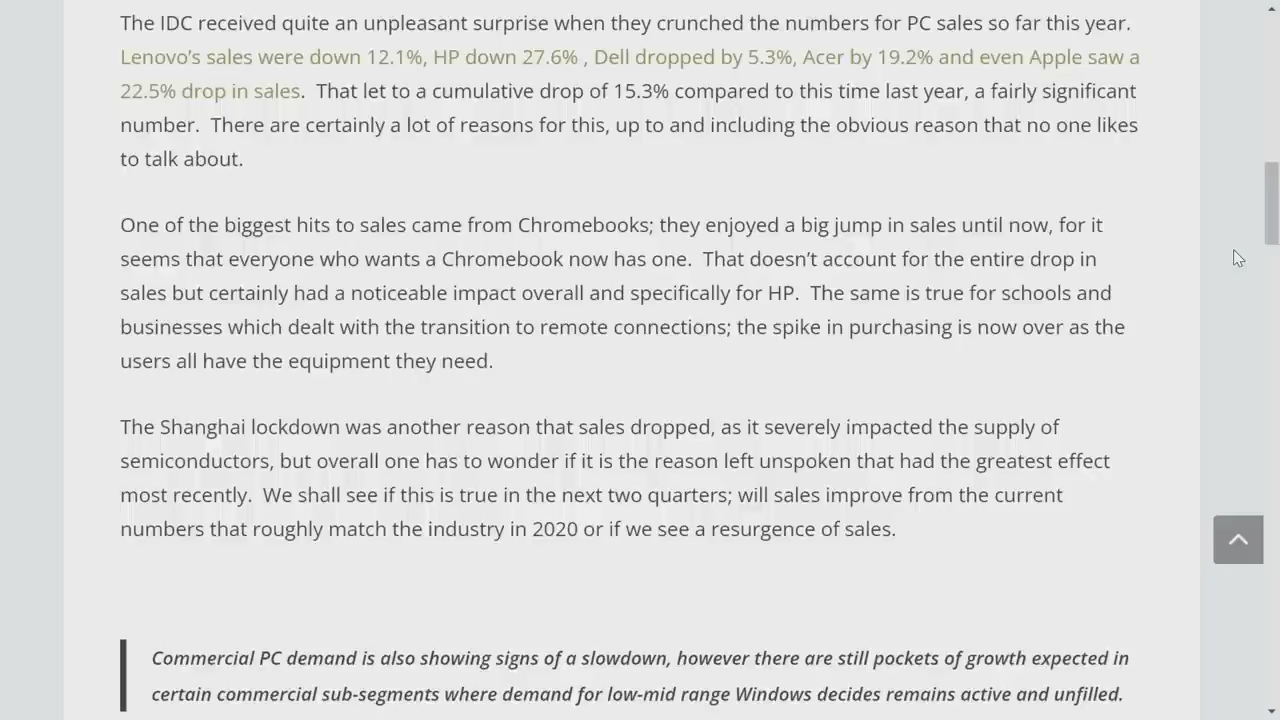 The IDC received quite an unpleasant surprise when they crunched the numbers for PC sales so far this year.
Lenovo’s sales were down 12.1%, HP down 27.6% , Dell dropped by 5.3%, Acer by 19.2% and even Apple saw a
22.5% drop in sales.  That let to a cumulative drop of 15.3% compared to this time last year, a fairly significant
number.  There are certainly a lot of reasons for this, up to and including the obvious reason that no one likes
to talk about.
One of the biggest hits to sales came from Chromebooks; they enjoyed a big jump in sales until now, for it
seems that everyone who wants a Chromebook now has one.  That doesn’t account for the entire drop in
sales but certainly had a noticeable impact overall and specifically for HP.  The same is true for schools and
businesses which dealt with the transition to remote connections; the spike in purchasing is now over as the
users all have the equipment they need.
The Shanghai lockdown was another reason that sales dropped, as it severely impacted the supply of
semiconductors, but overall one has to wonder if it is the reason left unspoken that had the greatest effect
most recently.  We shall see if this is true in the next two quarters; will sales improve from the current
numbers that roughly match the industry in 2020 or if we see a resurgence of sales.
Commercial PC demand is also showing signs of a slowdown, however there are still pockets of growth expected in
certain commercial sub-segments where demand for low-mid range Windows decides remains active and unfilled.